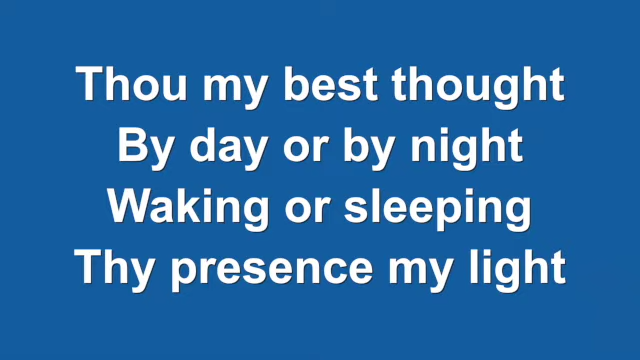 Thou my best thought
By day or by night
Waking or sleeping
Thy presence my light